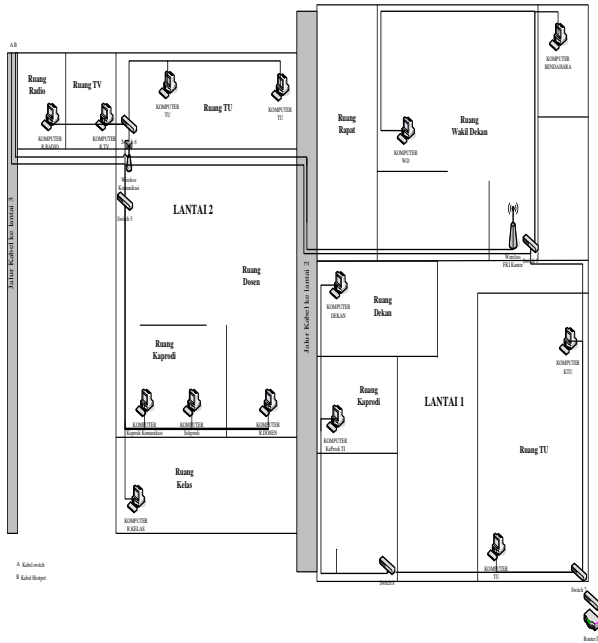 A B
Ruang
Radio
Ruang TV
Ruang TU
KOMPUTER
R.RADIO
KOMPUTER
R.TV
KOMPUTER
TU
KOMPUTER
TU
Switch 6
Wireless
Komunikasi
Switch 5
LANTAI 2
Ruang
Dosen
Ruang
Kaprodi
KOMPUTER
Kaprodi Komunikasi
KOMPUTER
Sekprodi
KOMPUTER
R.DOSEN
Ruang
Kelas
KOMPUTER
R.KELAS
Jalur Kabel ke lantai 3
A Kabel switch
B Kabel Hotspot
Jalur Kabel ke lantai 2
Ruang
Rapat
Ruang
Wakil Dekan
KOMPUTER
WD
KOMPUTER
BENDAHARA
Wireless
FKI Kantor
KOMPUTER
DEKAN
Ruang
Dekan
Ruang
Kaprodi
KOMPUTER
KaProdi TI
LANTAI 1
KOMPUTER
KTU
Ruang TU
KOMPUTER
TU
Switch 7